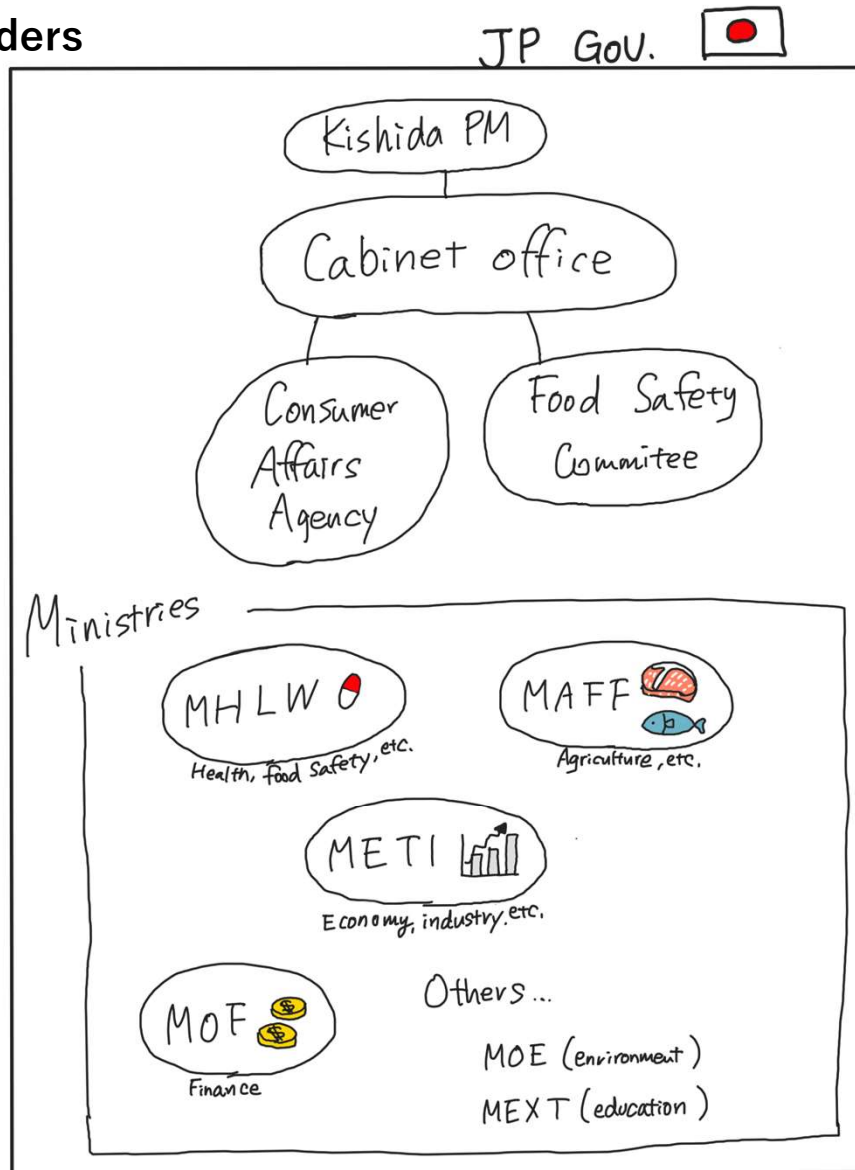 ders
JP GOV.
Kishida PM
Cabinet office
Consumer
Affairs
Agency
Food Safety
Commitee
Ministries
MHLW
Health, food safety, etc.
MAFF
Agriculture, etc.
METI
Economy, industry. etc.
MOF
$
$
Finance
Others...
MOE (environment)
MEXT (education)